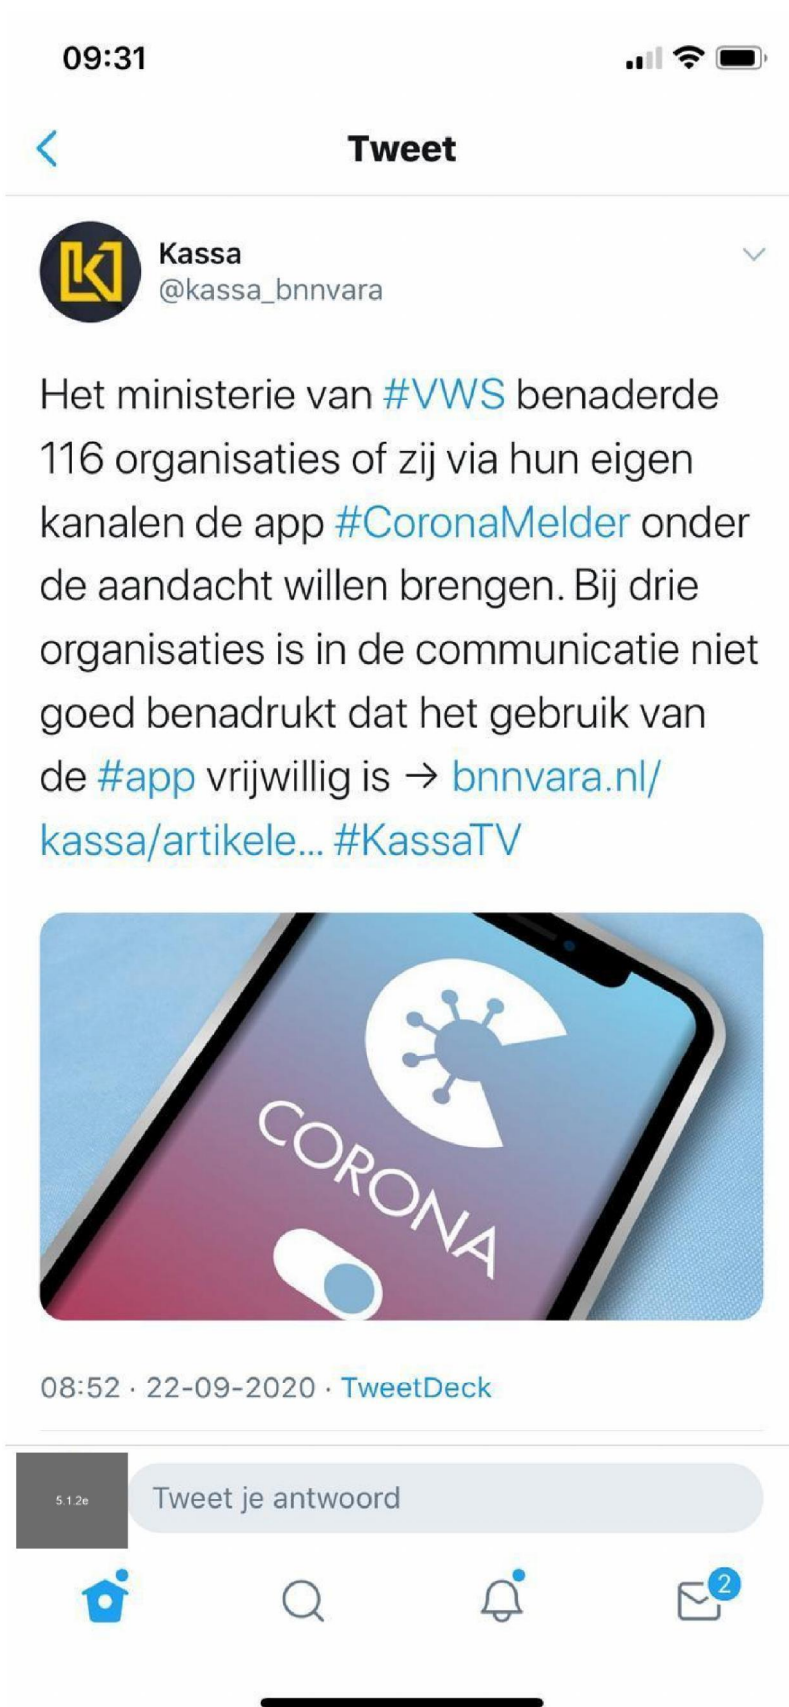 09:31
Tweet
Kassa
@kassa_bnnvara
Het ministerie van #VWS benaderde
116 organisaties of zij via hun eigen
kanalen de app #CoronaMelder onder
de aandacht willen brengen. Bij drie
organisaties is in de communicatie niet
goed benadrukt dat het gebruik van
de #app vrijwillig is → bnnvara.nl/
kassa/artikele... #KassaTV
CORONA
08:52 · 22-09-2020 · TweetDeck
5.1.2e
Tweet je antwoord
2